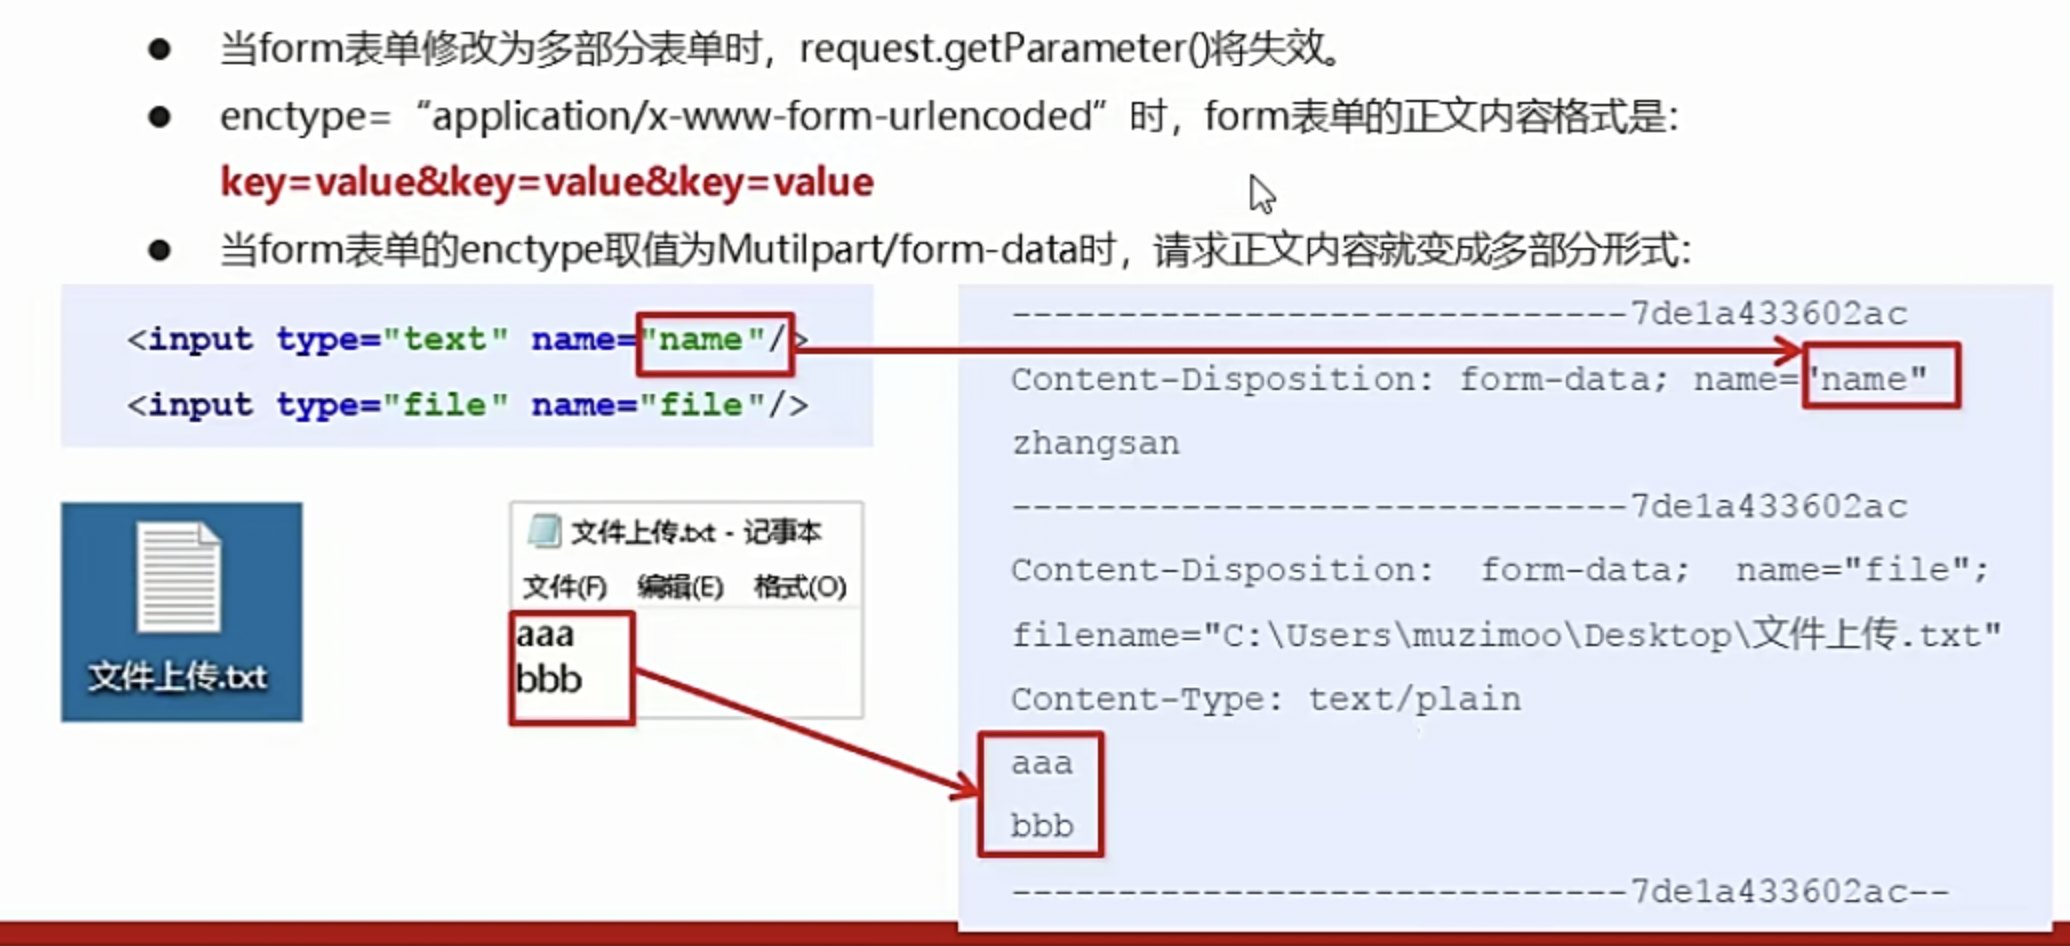 ● 当form表单修改为多部分表单时，request.getParameter()将失效。
● enctype=“application/x-www-form-urlencoded”时，form表单的正文内容格式是：
key=value&key=value&key=value
● 当form表单的enctype取值为Mutilpart/form-data时，请求正文内容就变成多部分形式：
<input type="text" name="name"/>
<input type="file" name="file"/>
文件上传.txt
文件上传.txt - 记事本
文件(F) 编辑(E) 格式(O)
aaa
bbb
-----------------------------7de1a433602ac
Content-Disposition: form-data; name="name"
zhangsan
-----------------------------7de1a433602ac
Content-Disposition: form-data; name="file";
filename="C:\Users\muzimoo\Desktop\文件上传.txt"
Content-Type: text/plain
aaa
bbb
-----------------------------7de1a433602ac--